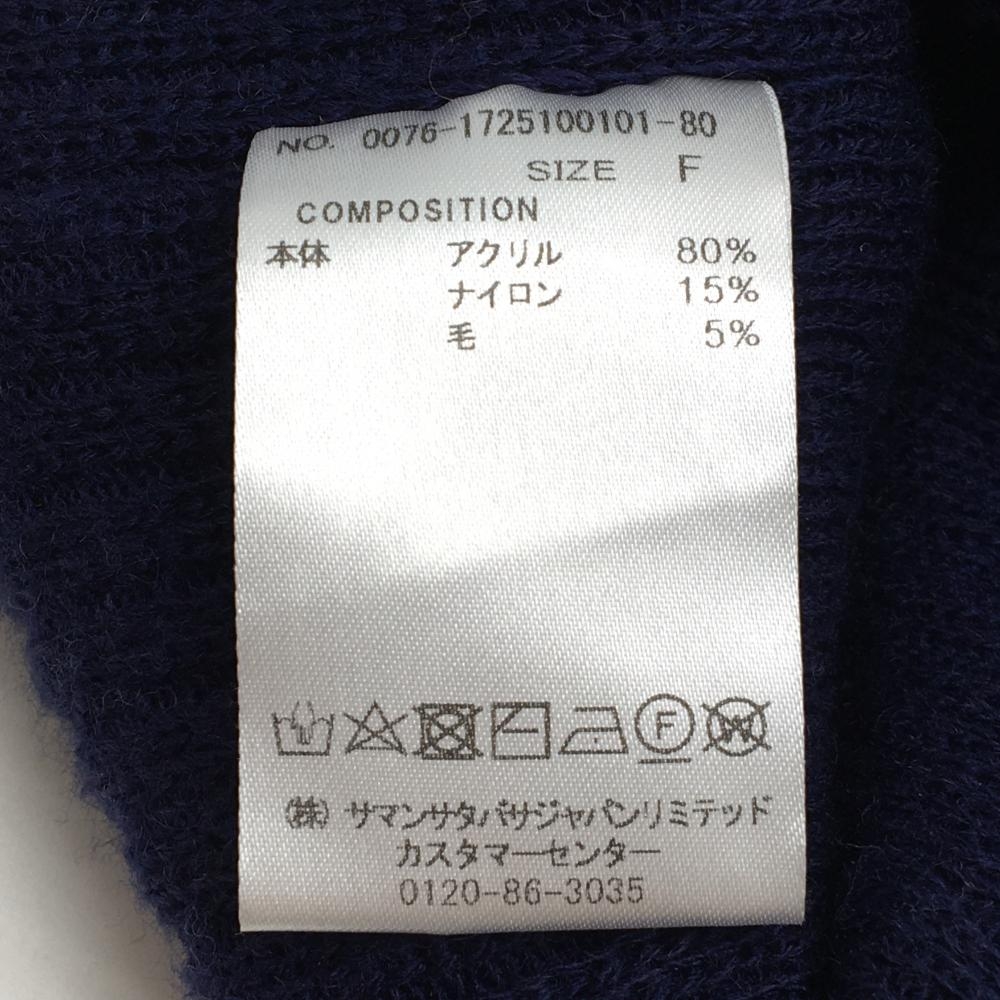 NO. 0076-1725100101-80
SIZE F
COMPOSITION
本体 アクリル 80%
ナイロン 15%
毛 5%
F W
(株) サマンサタバサジャパンリミテッド
カスタマーセンター
0120-86-3035